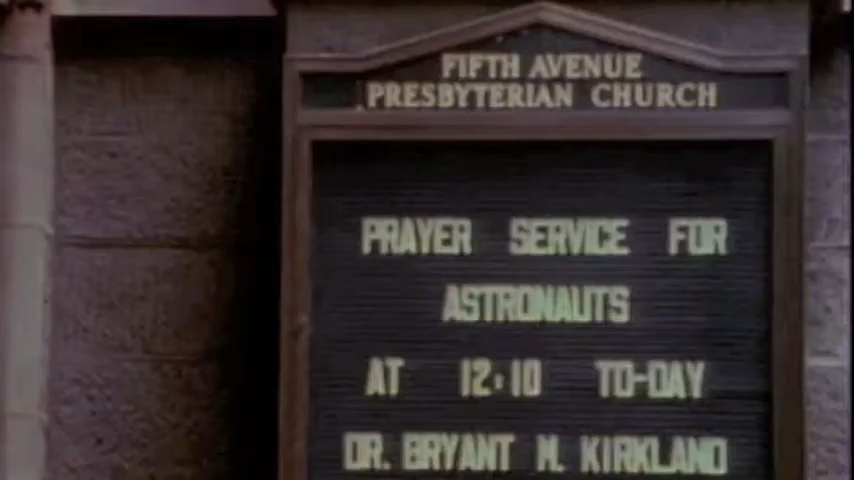 FIFTH AVENUE
PRESBYTERIAN CHURCH
PRAYER SERVICE FOR
ASTRONAUTS
AT 12:10 TO-DAY
DR. BRYANT M. KIRKLAND